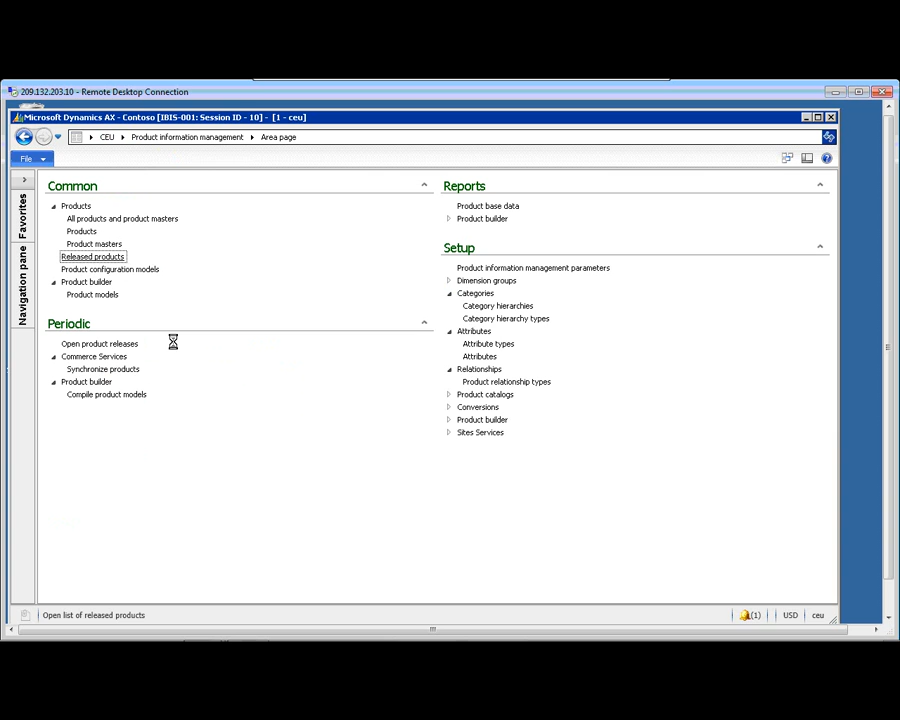 209.132.203.10 - Remote Desktop Connection
Microsoft Dynamics AX - Contoso [IBIS-001: Session ID - 10] - [1 - ceu]
CEU Product information management Area page
File
Favorites
Navigation pane
Common
Products
All products and product masters
Products
Product masters
Released products
Product configuration models
Product builder
Product models
Periodic
Open product releases
Commerce Services
Synchronize products
Product builder
Compile product models
Reports
Product base data
Product builder
Setup
Product information management parameters
Dimension groups
Categories
Category hierarchies
Category hierarchy types
Attributes
Attribute types
Attributes
Relationships
Product relationship types
Product catalogs
Conversions
Product builder
Sites Services
Open list of released products
(1) USD ceu